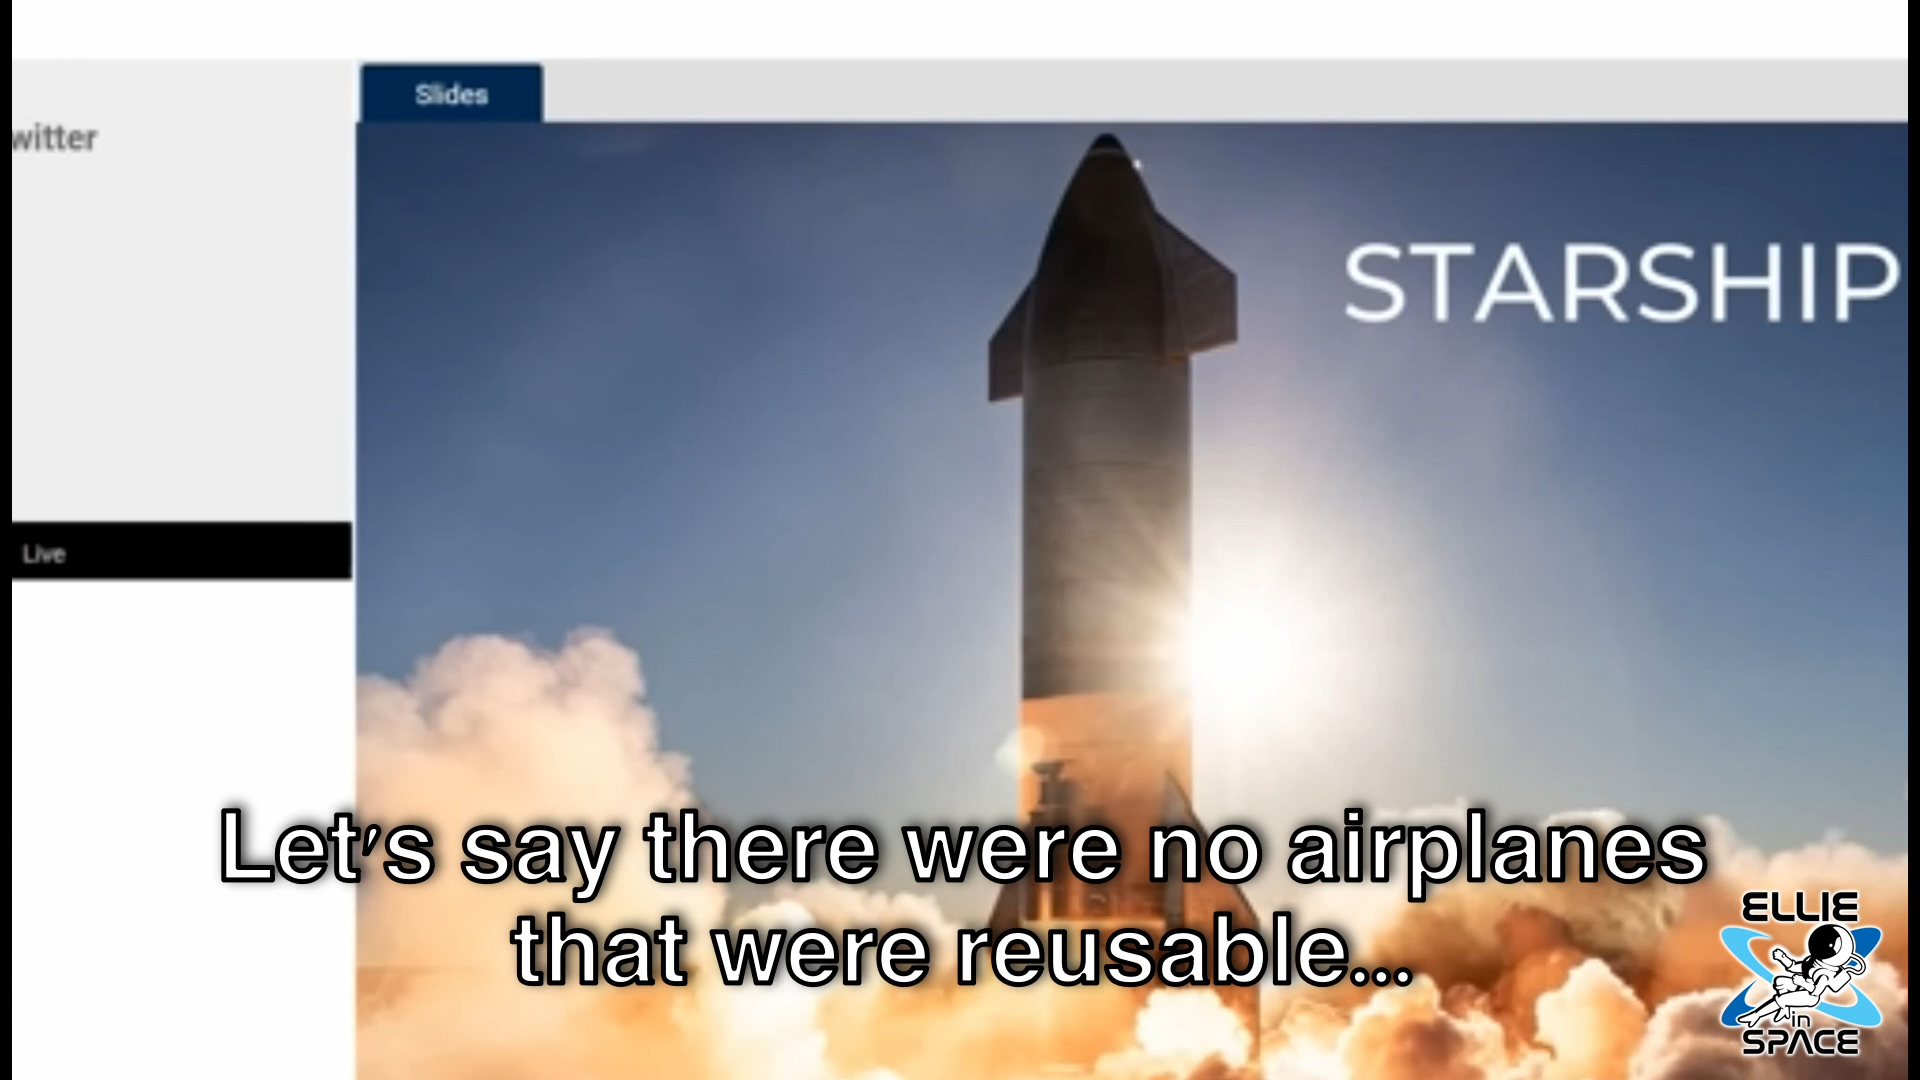 Slides
witter
STARSHIP
Live
Let's say there were no airplanes
that were reusable...
ELLIE
in
SPACE